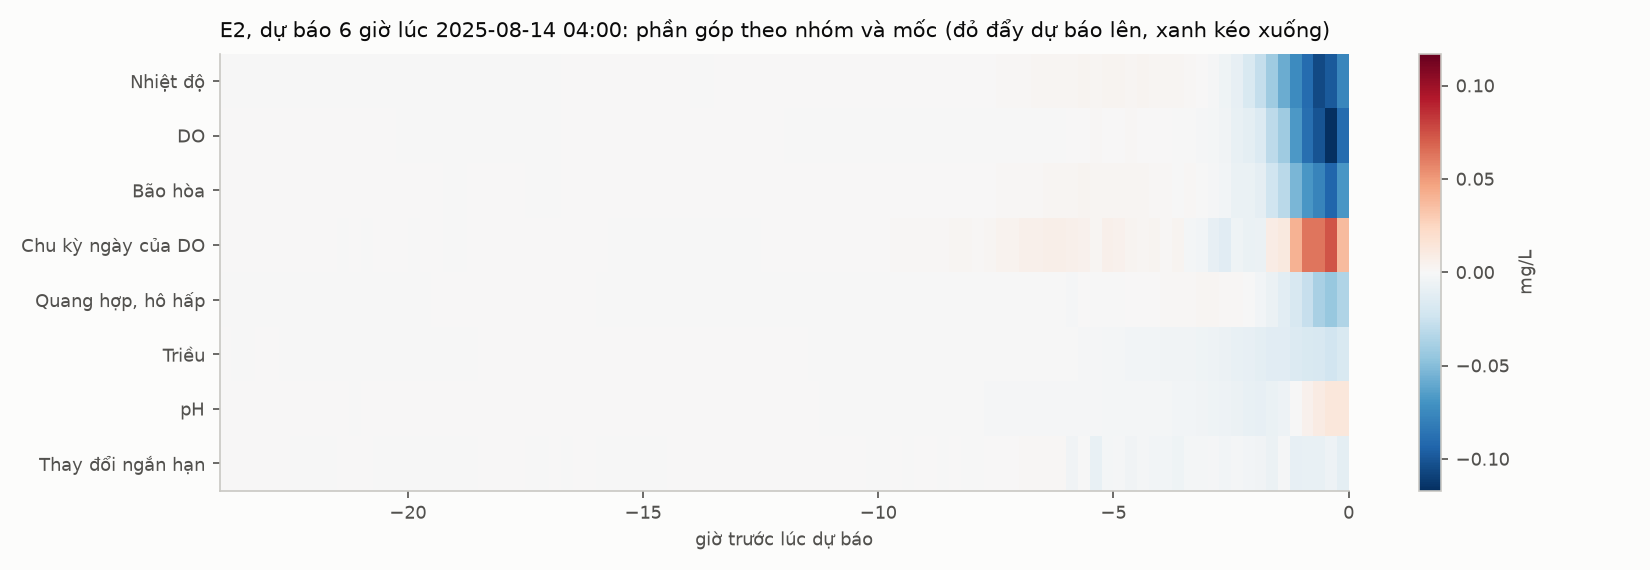 E2, dự báo 6 giờ lúc 2025-08-14 04:00: phần góp theo nhóm và mốc (đỏ đẩy dự báo lên, xanh kéo xuống)
Nhiệt độ
DO
Bão hòa
Chu kỳ ngày của DO
Quang hợp, hô hấp
Triều
pH
Thay đổi ngắn hạn
−20
−15
−10
−5
0
giờ trước lúc dự báo
0.10
0.05
0.00
−0.05
−0.10
mg/L